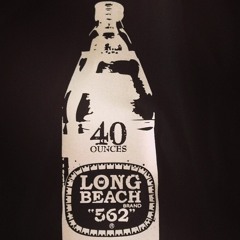 40
OUNCES
LONG
BEACH
BRAND
"562"
®